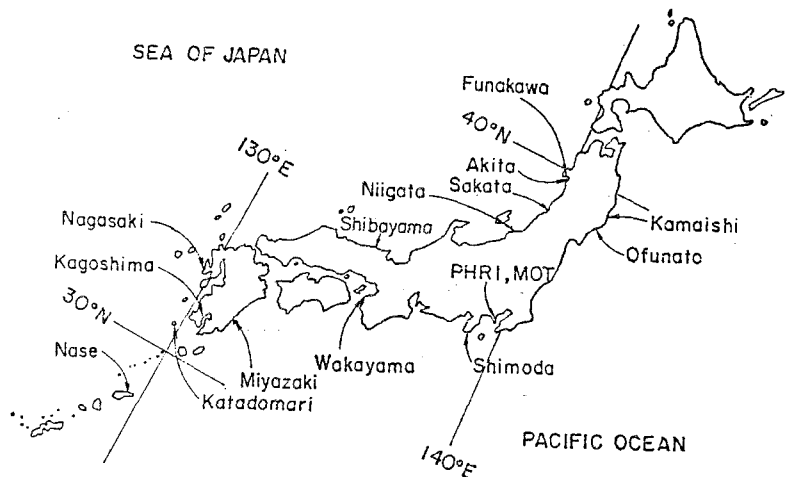 SEA OF JAPAN
Funakawa
40°N
130°E
Akita
Sakata
Niigata
Nagasaki
Shibayama
Kamaishi
Ofunato
Kagoshima
PHRI, MOT
30°N
Nase
Wakayama
Shimoda
Miyazaki
Katadomari
140°E
PACIFIC OCEAN